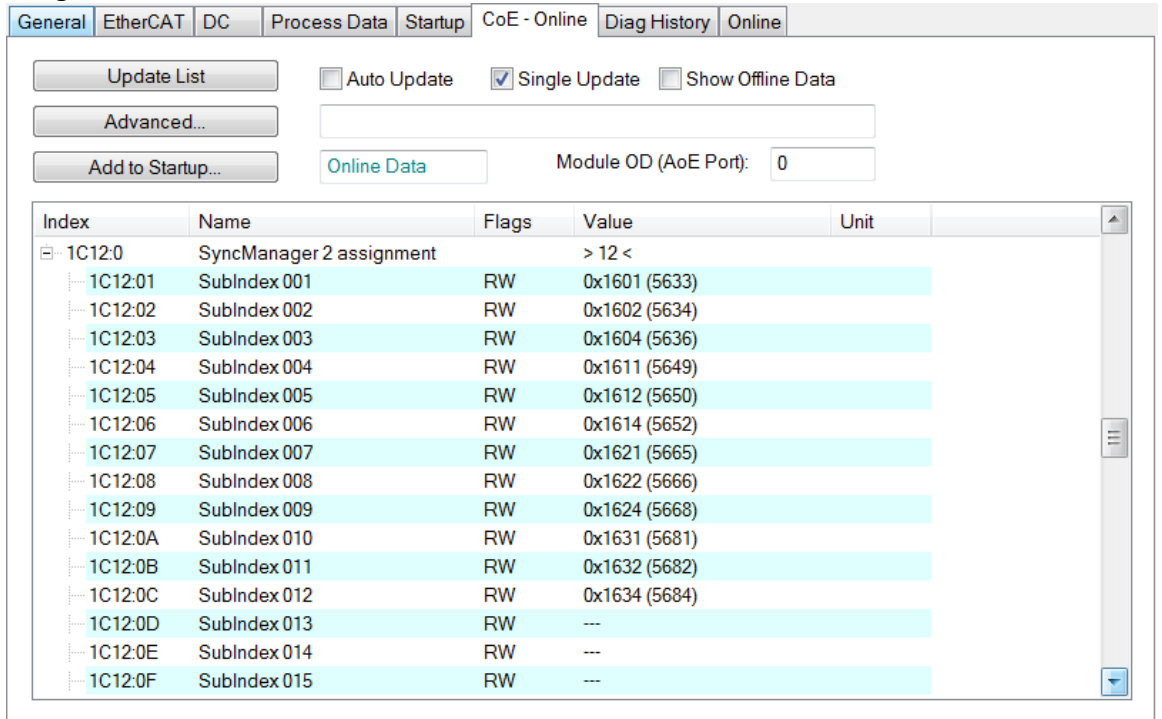 General EtherCAT DC Process Data Startup CoE - Online Diag History Online
Update List Auto Update Single Update Show Offline Data
Advanced...
Add to Startup... Online Data Module OD (AoE Port): 0
Index Name Flags Value Unit
1C12:0 SyncManager 2 assignment > 12 <
1C12:01 SubIndex 001 RW 0x1601 (5633)
1C12:02 SubIndex 002 RW 0x1602 (5634)
1C12:03 SubIndex 003 RW 0x1604 (5636)
1C12:04 SubIndex 004 RW 0x1611 (5649)
1C12:05 SubIndex 005 RW 0x1612 (5650)
1C12:06 SubIndex 006 RW 0x1614 (5652)
1C12:07 SubIndex 007 RW 0x1621 (5665)
1C12:08 SubIndex 008 RW 0x1622 (5666)
1C12:09 SubIndex 009 RW 0x1624 (5668)
1C12:0A SubIndex 010 RW 0x1631 (5681)
1C12:0B SubIndex 011 RW 0x1632 (5682)
1C12:0C SubIndex 012 RW 0x1634 (5684)
1C12:0D SubIndex 013 RW ---
1C12:0E SubIndex 014 RW ---
1C12:0F SubIndex 015 RW ---